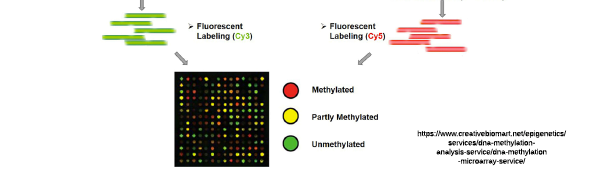 ➢ Fluorescent
Labeling (Cy3)
➢ Fluorescent
Labeling (Cy5)
Methylated
Partly Methylated
Unmethylated
https://www.creativebiomart.net/epigenetics/
services/dna-methylation-
analysis-service/dna-methylation
-microarray-service/